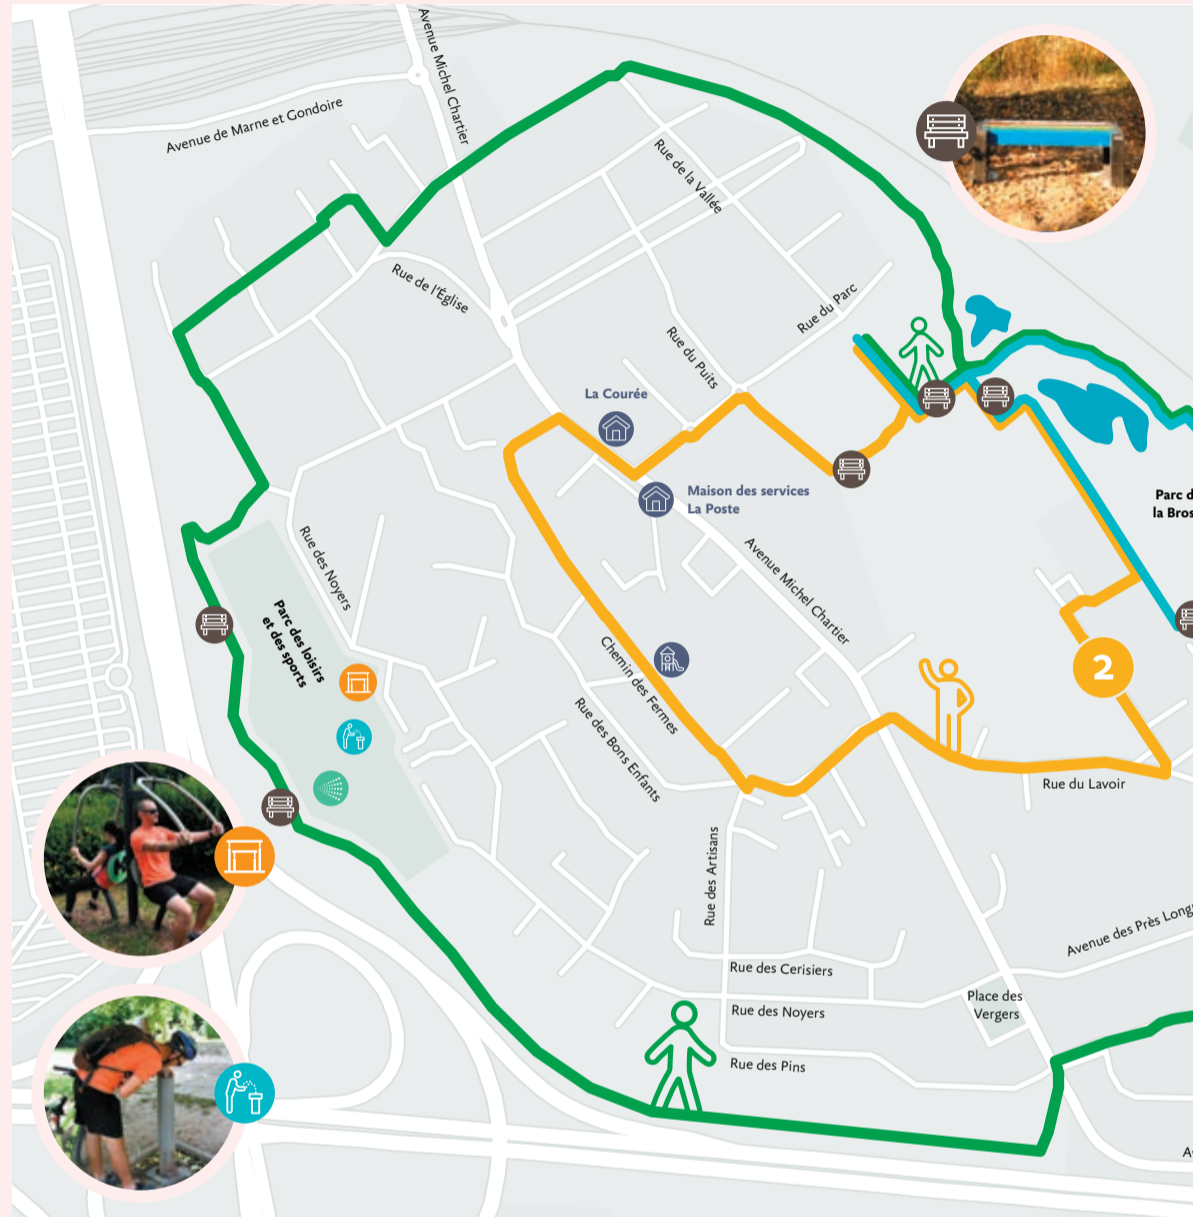 Avenue Michel Chartier
Avenue de Marne et Gondoire
Rue de la Vallée
Rue de l'Église
Rue du Parc
Rue du Puits
La Courée
Maison des services
La Poste
Parc d
la Bros
Rue des Noyers
Avenue Michel Chartier
Parc des loisirs
et des sports
Chemin des Fermes
2
Rue des Bons Enfants
Rue du Lavoir
Rue des Artisans
Avenue des Près Long
Rue des Cerisiers
Place des
Vergers
Rue des Noyers
Rue des Pins